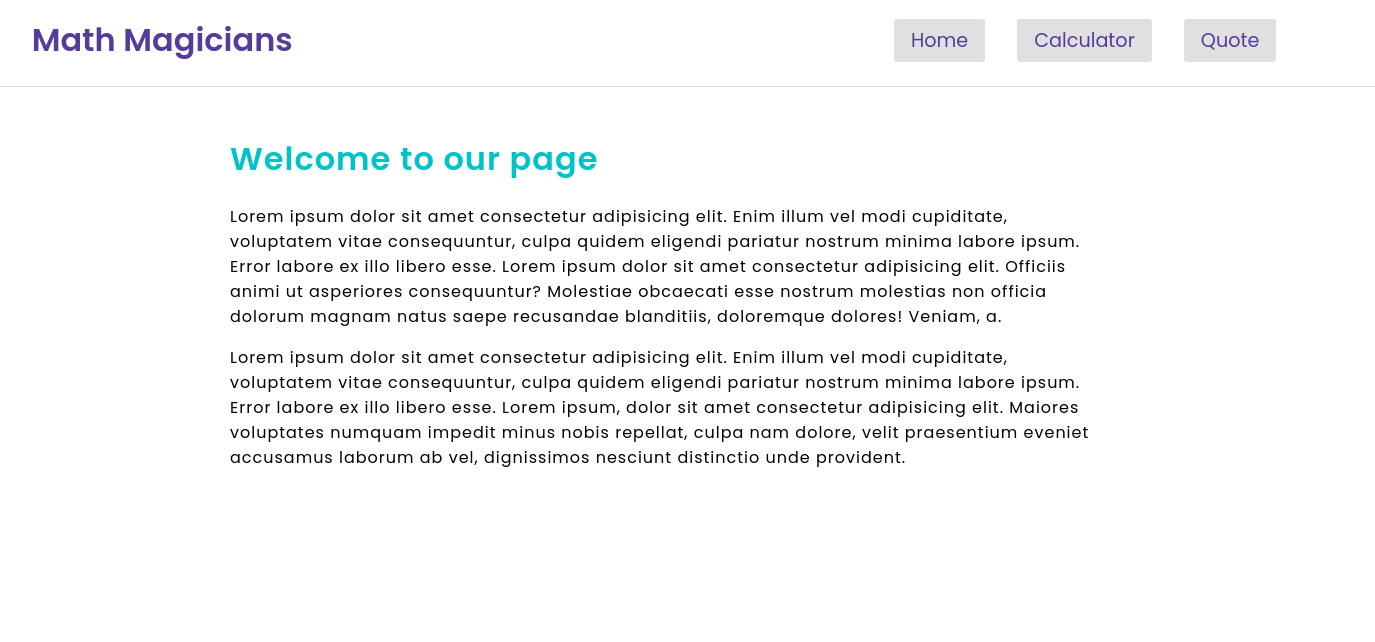 Math Magicians
Home
Calculator
Quote
Welcome to our page
Lorem ipsum dolor sit amet consectetur adipisicing elit. Enim illum vel modi cupiditate,
voluptatem vitae consequuntur, culpa quidem eligendi pariatur nostrum minima labore ipsum.
Error labore ex illo libero esse. Lorem ipsum dolor sit amet consectetur adipisicing elit. Officiis
animi ut asperiores consequuntur? Molestiae obcaecati esse nostrum molestias non officia
dolorum magnam natus saepe recusandae blanditiis, doloremque dolores! Veniam, a.
Lorem ipsum dolor sit amet consectetur adipisicing elit. Enim illum vel modi cupiditate,
voluptatem vitae consequuntur, culpa quidem eligendi pariatur nostrum minima labore ipsum.
Error labore ex illo libero esse. Lorem ipsum, dolor sit amet consectetur adipisicing elit. Maiores
voluptates numquam impedit minus nobis repellat, culpa nam dolore, velit praesentium eveniet
accusamus laborum ab vel, dignissimos nesciunt distinctio unde provident.